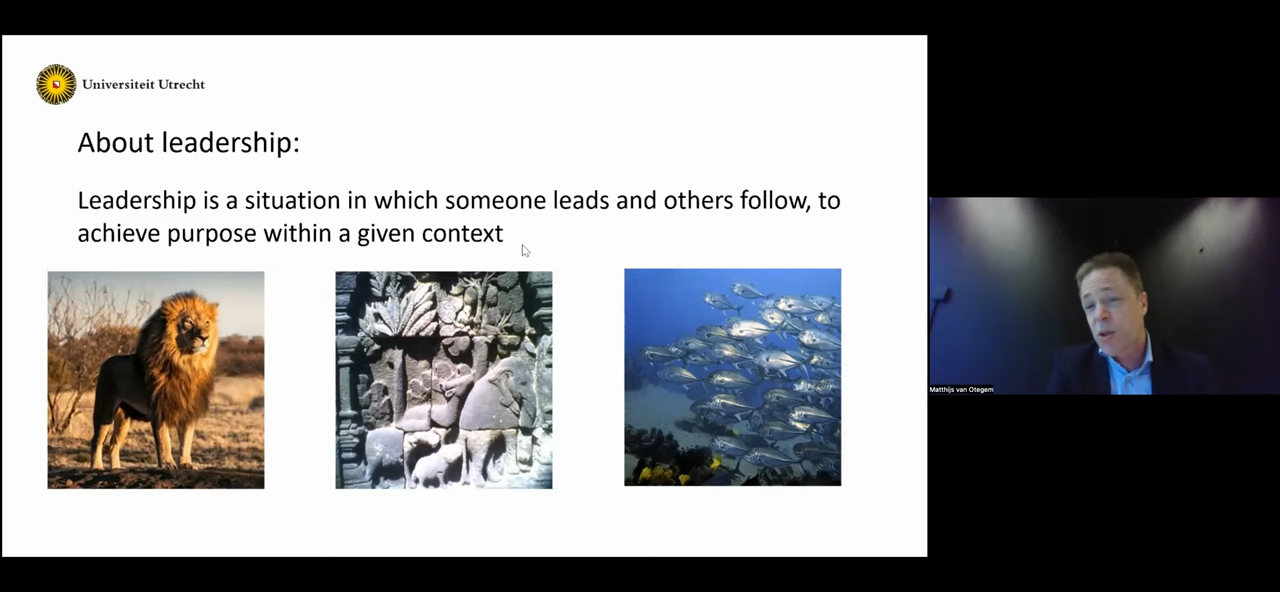 Universiteit Utrecht
About leadership:
Leadership is a situation in which someone leads and others follow, to
achieve purpose within a given context
Matthijs van Otegem